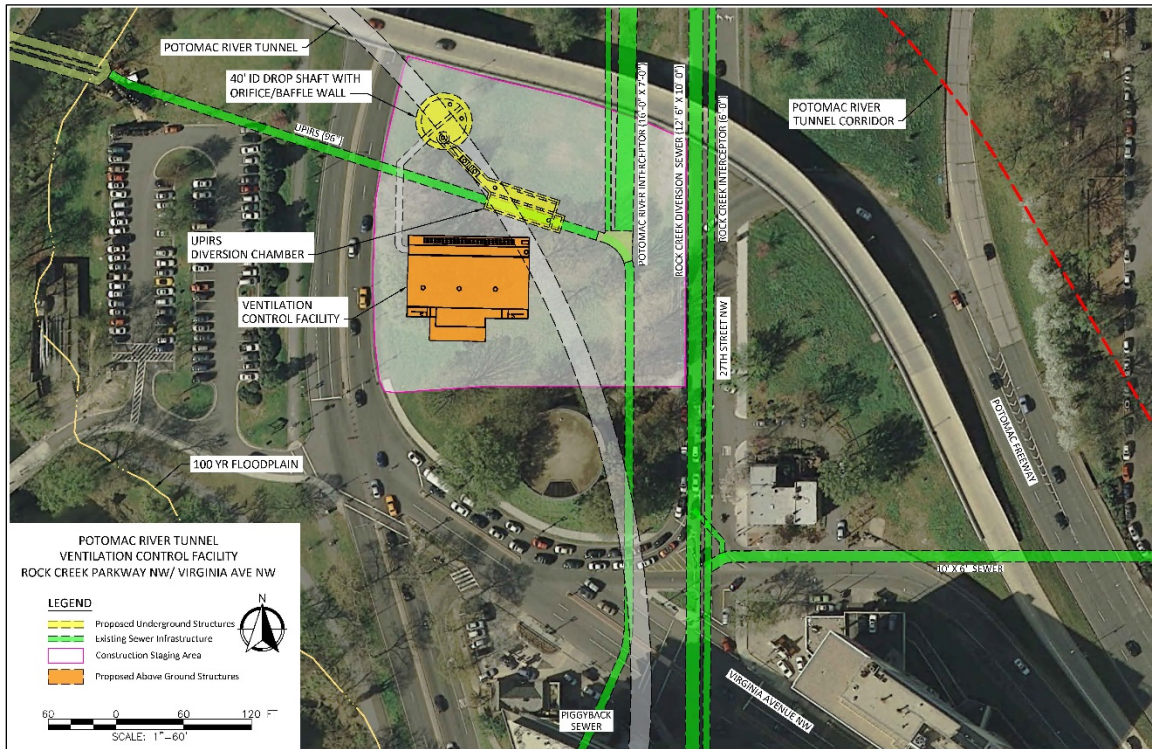 POTOMAC RIVER TUNNEL
40' ID DROP SHAFT WITH
ORIFICE/BAFFLE WALL
UPIRS (96")
POTOMAC RIVER INTERCEPTOR (16'-0" X 7'-0")
ROCK CREEK DIVERSION SEWER (12' 6" X 10' 0")
ROCK CREEK INTERCEPTOR (6'-0")
POTOMAC RIVER
TUNNEL CORRIDOR
UPIRS
DIVERSION CHAMBER
VENTILATION
CONTROL FACILITY
27TH STREET NW
POTOMAC FREEWAY
100 YR FLOODPLAIN
10' X 6' SEWER
VIRGINIA AVENUE NW
PIGGYBACK
SEWER
POTOMAC RIVER TUNNEL
VENTILATION CONTROL FACILITY
ROCK CREEK PARKWAY NW/ VIRGINIA AVE NW
LEGEND
N
Proposed Underground Structures
Existing Sewer Infrastructure
Construction Staging Area
Proposed Above Ground Structures
60 0 60 120 F
SCALE: 1"-60'